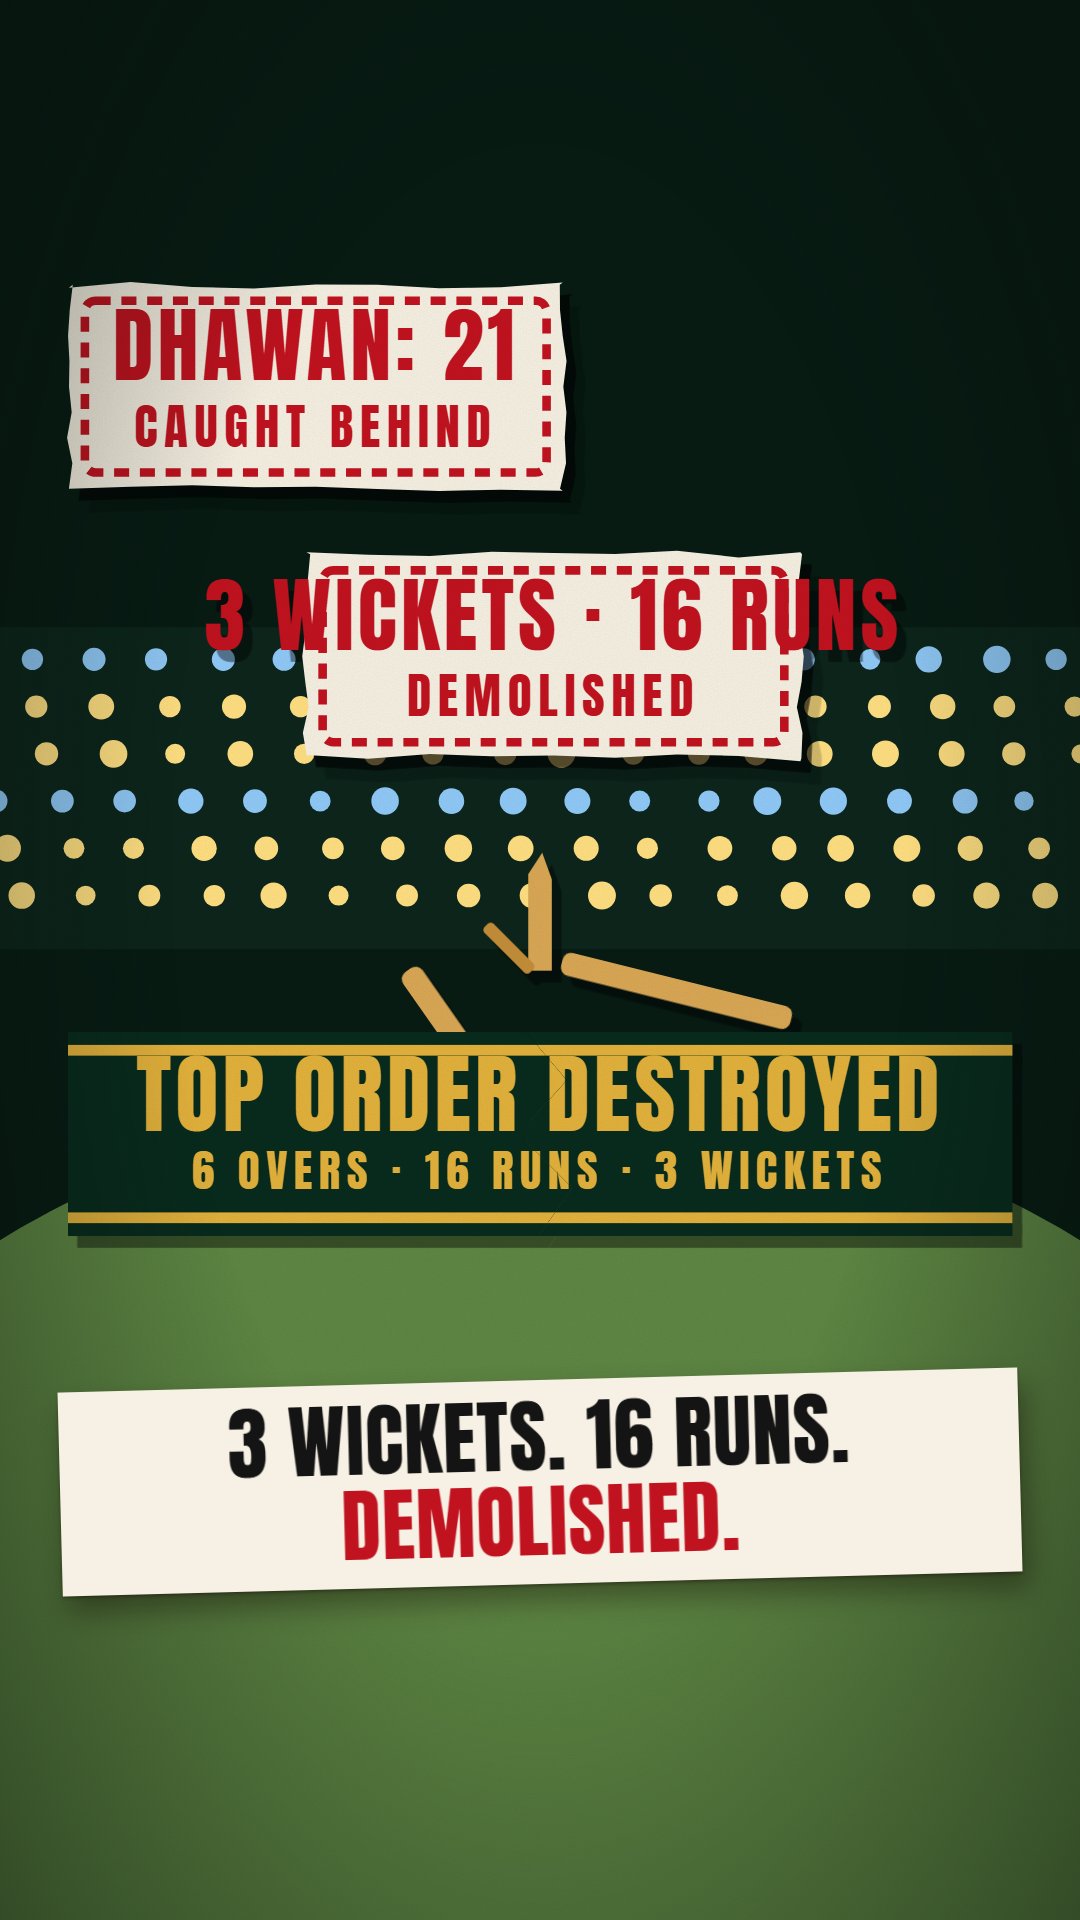 DHAWAN: 21
CAUGHT BEHIND
3 WICKETS · 16 RUNS
DEMOLISHED
TOP ORDER DESTROYED
6 OVERS · 16 RUNS · 3 WICKETS
3 WICKETS. 16 RUNS.
DEMOLISHED.